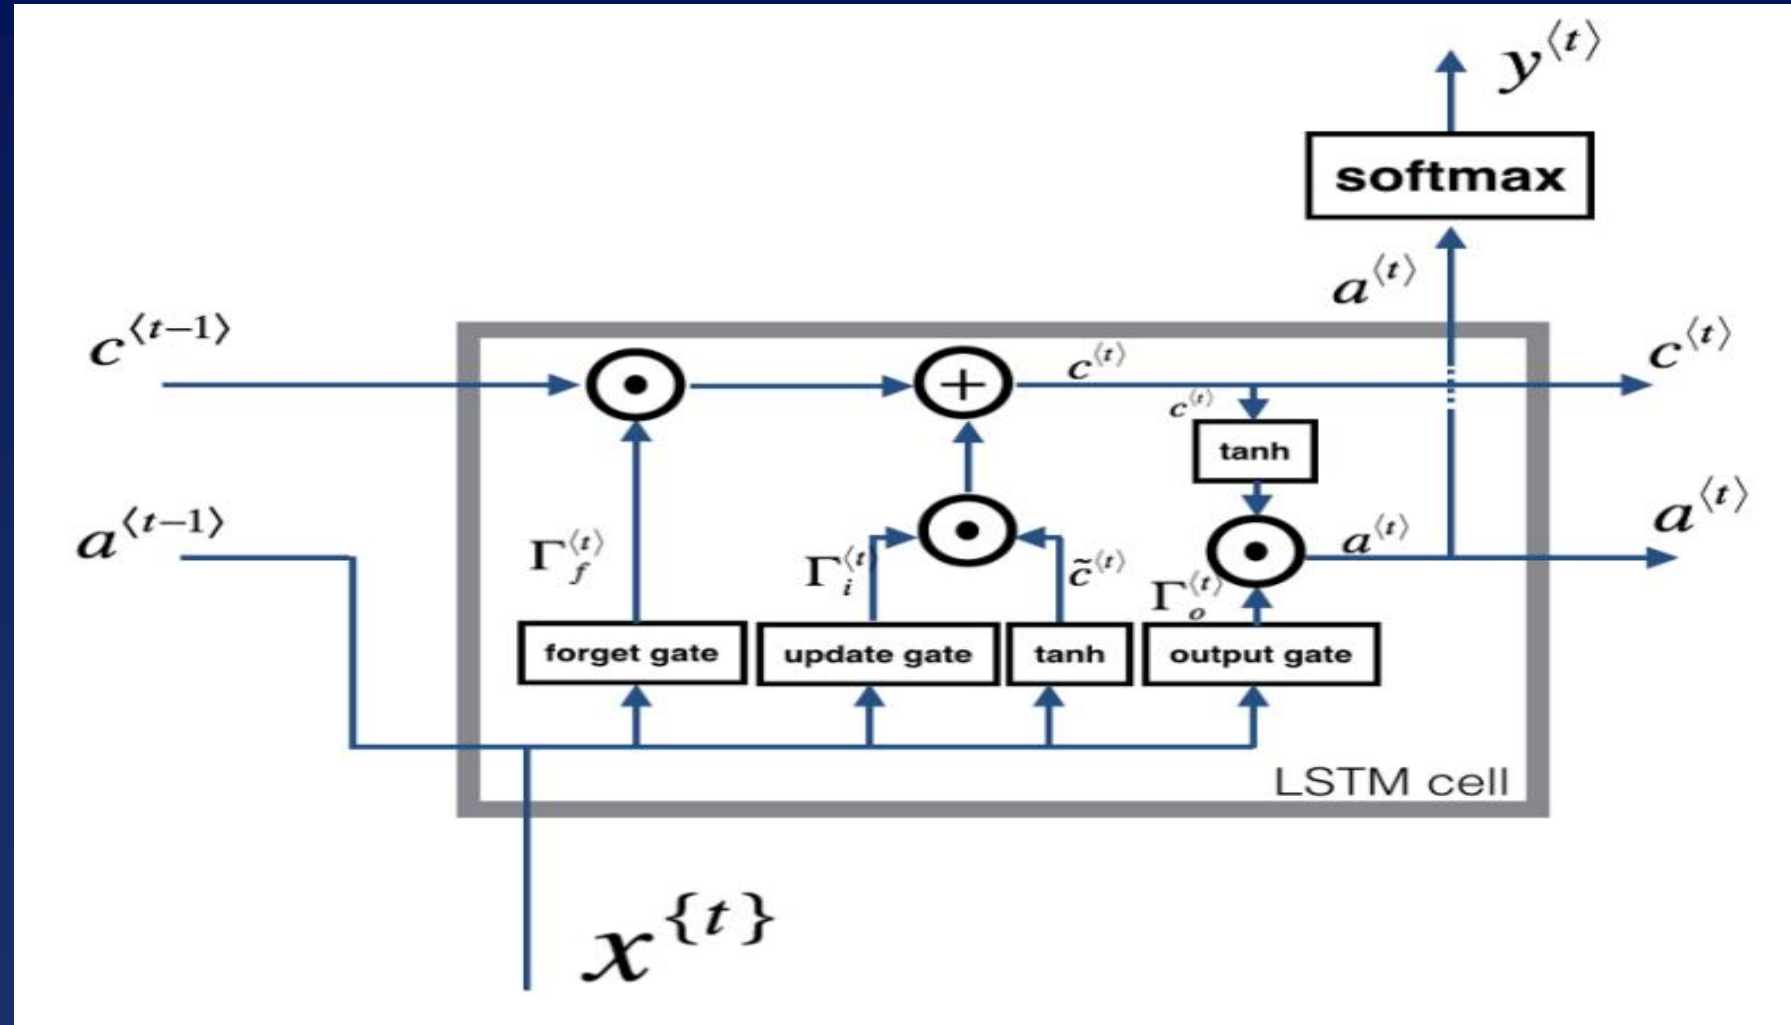 y⟨t⟩
softmax
a⟨t⟩
c⟨t−1⟩
c⟨t⟩
c⟨t⟩
c⟨t⟩
tanh
a⟨t−1⟩
a⟨t⟩
Γf⟨t⟩
Γi⟨t⟩
c̃⟨t⟩
a⟨t⟩
Γo⟨t⟩
forget gate
update gate
tanh
output gate
LSTM cell
x{t}